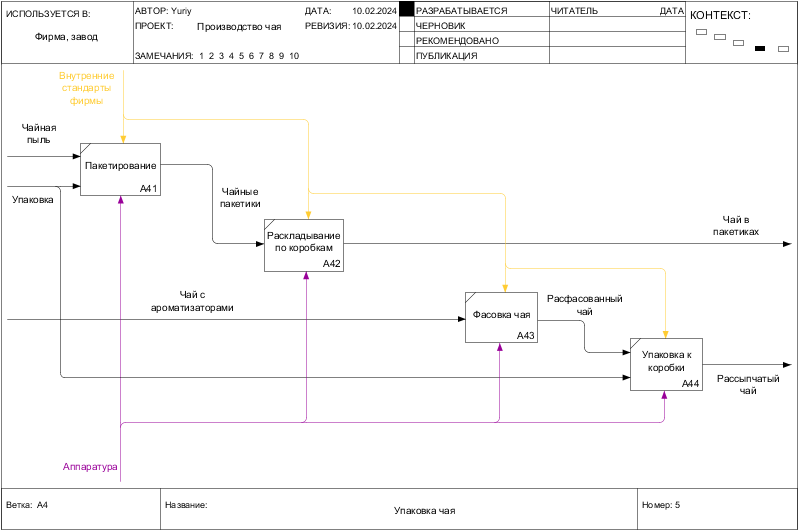 ИСПОЛЬЗУЕТСЯ В:
Фирма, завод
АВТОР: Yuriy
ДАТА: 10.02.2024
ПРОЕКТ: Производство чая
РЕВИЗИЯ: 10.02.2024
ЗАМЕЧАНИЯ: 1 2 3 4 5 6 7 8 9 10
РАЗРАБАТЫВАЕТСЯ
ЧЕРНОВИК
РЕКОМЕНДОВАНО
ПУБЛИКАЦИЯ
ЧИТАТЕЛЬ ДАТА
КОНТЕКСТ:
Внутренние
стандарты
фирмы
Чайная
пыль
Пакетирование
A41
Упаковка
Чайные
пакетики
Раскладывание
по коробкам
A42
Чай в
пакетиках
Чай с
ароматизаторами
Фасовка чая
A43
Расфасованный
чай
Упаковка к
коробки
A44
Рассыпчатый
чай
Аппаратура
Ветка: A4
Название:
Упаковка чая
Номер: 5